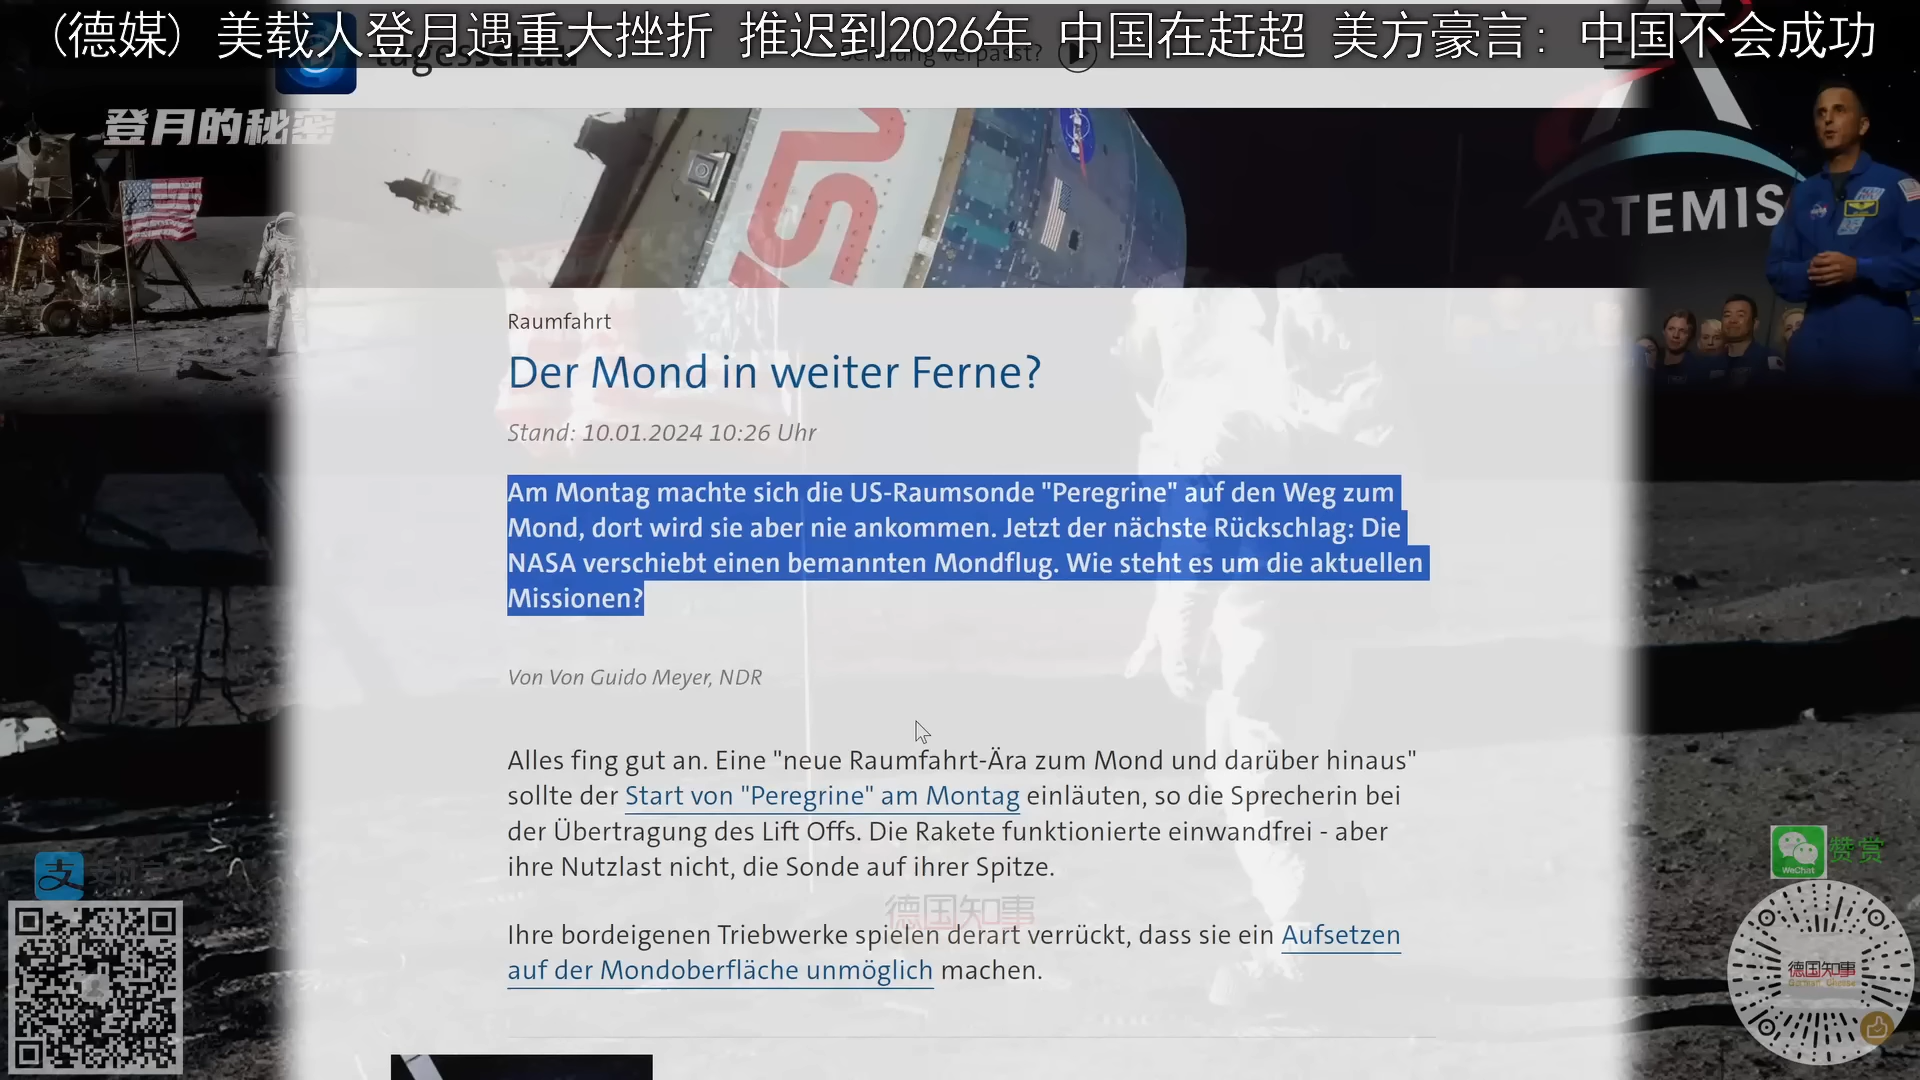 (德媒) 美载人登月遇重大挫折 推迟到2026年 中国在赶超 美方豪言: 中国不会成功
tagesschau
Sendung verpasst?
登月的秘密
ARTEMIS
Raumfahrt
Der Mond in weiter Ferne?
Stand: 10.01.2024 10:26 Uhr
Am Montag machte sich die US-Raumsonde "Peregrine" auf den Weg zum
Mond, dort wird sie aber nie ankommen. Jetzt der nächste Rückschlag: Die
NASA verschiebt einen bemannten Mondflug. Wie steht es um die aktuellen
Missionen?
Von Von Guido Meyer, NDR
Alles fing gut an. Eine "neue Raumfahrt-Ära zum Mond und darüber hinaus"
sollte der Start von "Peregrine" am Montag einläuten, so die Sprecherin bei
der Übertragung des Lift Offs. Die Rakete funktionierte einwandfrei - aber
ihre Nutzlast nicht, die Sonde auf ihrer Spitze.
德国知事
Ihre bordeigenen Triebwerke spielen derart verrückt, dass sie ein Aufsetzen
auf der Mondoberfläche unmöglich machen.
支
WeChat
赞赏
德国知事